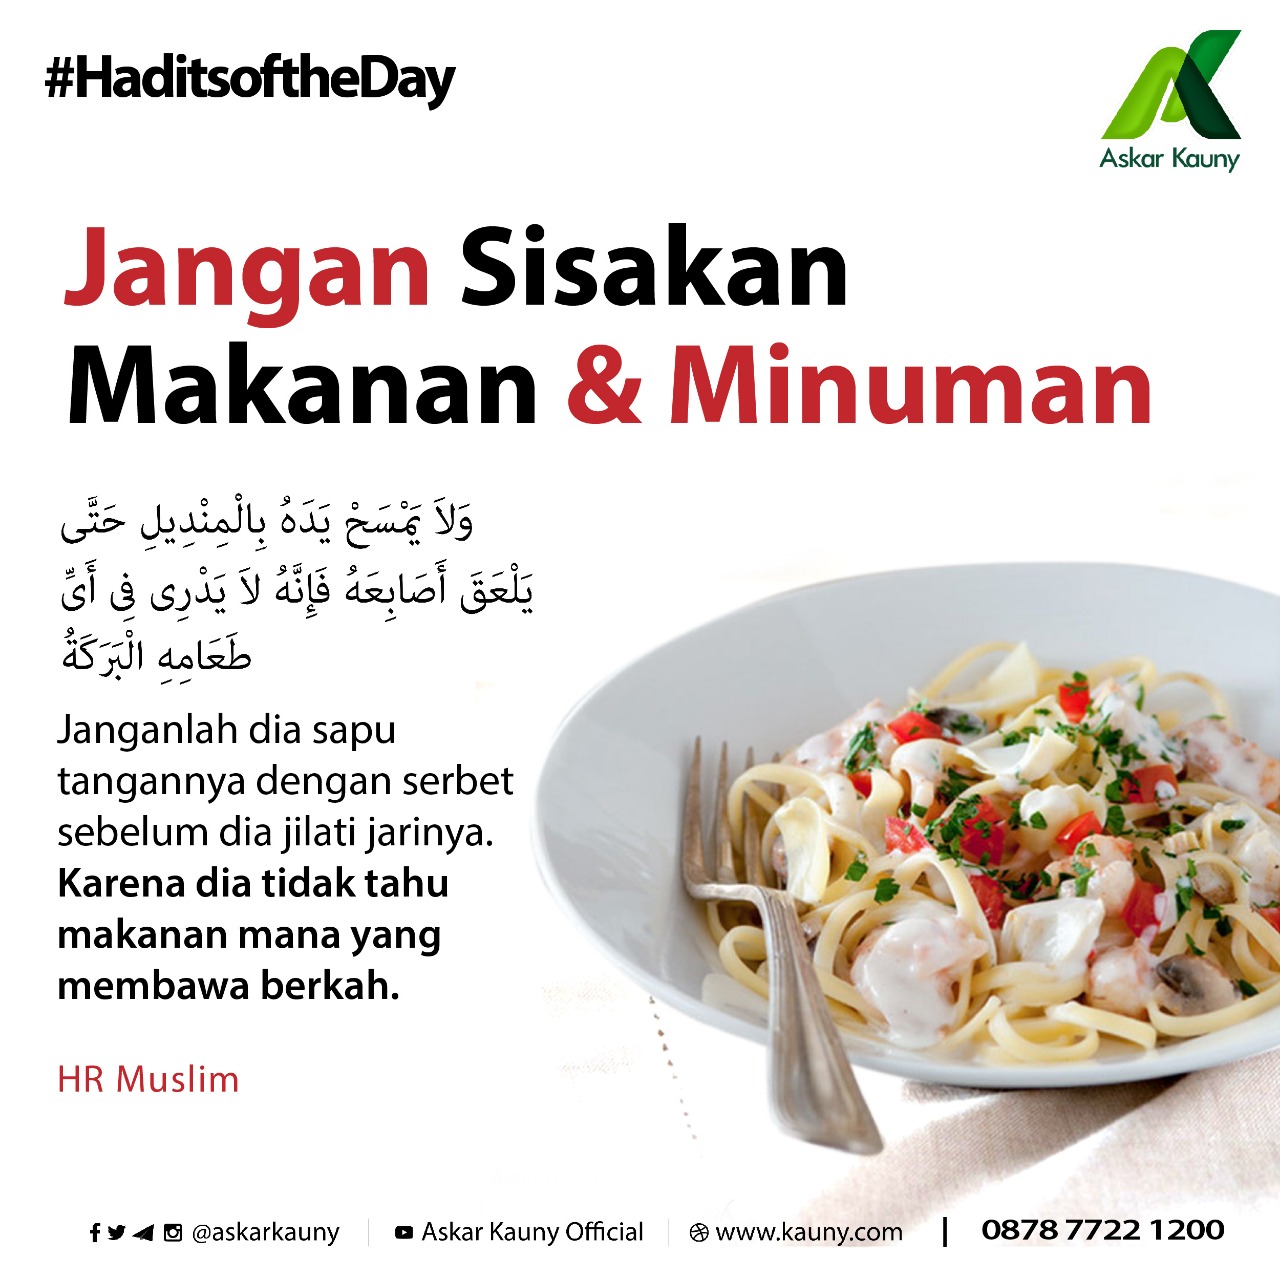 #HaditsoftheDay
Askar Kauny
Jangan Sisakan
Makanan & Minuman
وَلاَ يَمْسَحْ يَدَهُ بِالْمِنْدِيلِ حَتَّى
يَلْعَقَ أَصَابِعَهُ فَإِنَّهُ لاَ يَدْرِى فِى أَىِّ
طَعَامِهِ الْبَرَكَةُ
Janganlah dia sapu
tangannya dengan serbet
sebelum dia jilati jarinya.
Karena dia tidak tahu
makanan mana yang
membawa berkah.
HR Muslim
@askarkauny | Askar Kauny Official | www.kauny.com | 0878 7722 1200